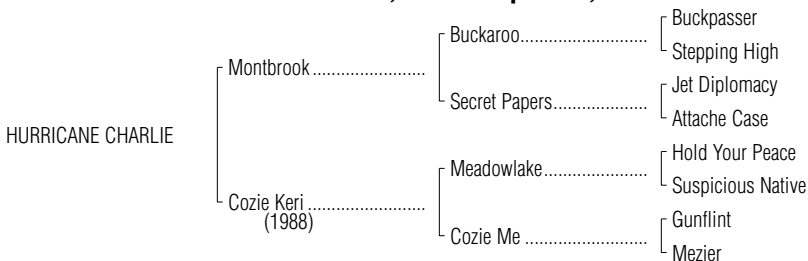 Buckpasser
Buckaroo
Stepping High
Montbrook
Jet Diplomacy
Secret Papers
Attache Case
HURRICANE CHARLIE
Hold Your Peace
Meadowlake
Suspicious Native
Cozie Keri
(1988)
Gunflint
Cozie Me
Mezier